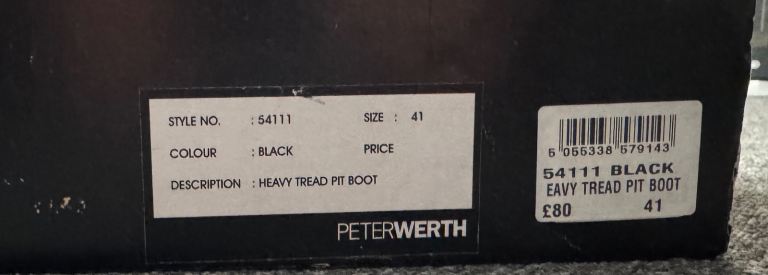 STYLE NO. : 54111 SIZE : 41
COLOUR : BLACK PRICE
DESCRIPTION : HEAVY TREAD PIT BOOT
PETERWERTH
5 055338 579143
54111 BLACK
EAVY TREAD PIT BOOT
£80 41